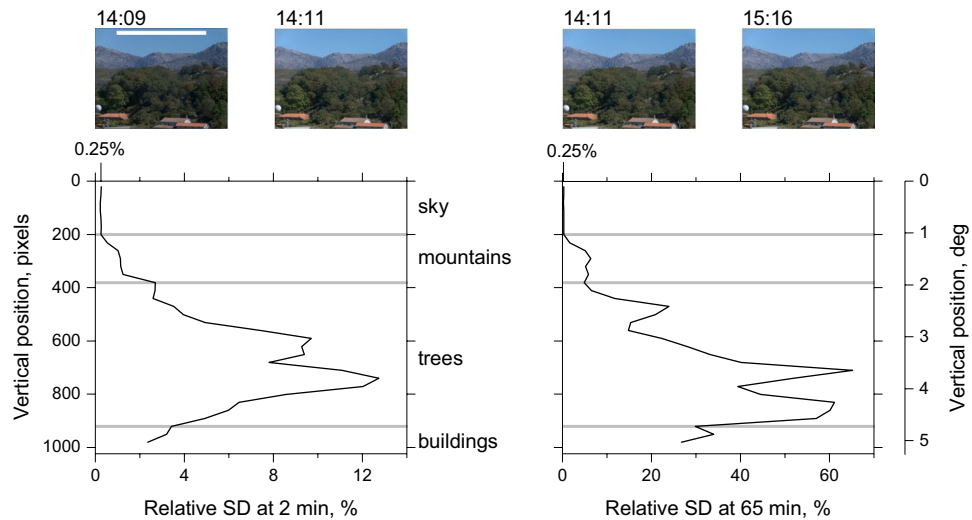 14:09 14:11 14:11 15:16
0.25% 0.25%
0 200 400 600 800 1000
Vertical position, pixels
sky
mountains
trees
buildings
0 4 8 12
Relative SD at 2 min, %
0 20 40 60
Relative SD at 65 min, %
0 1 2 3 4 5
Vertical position, deg